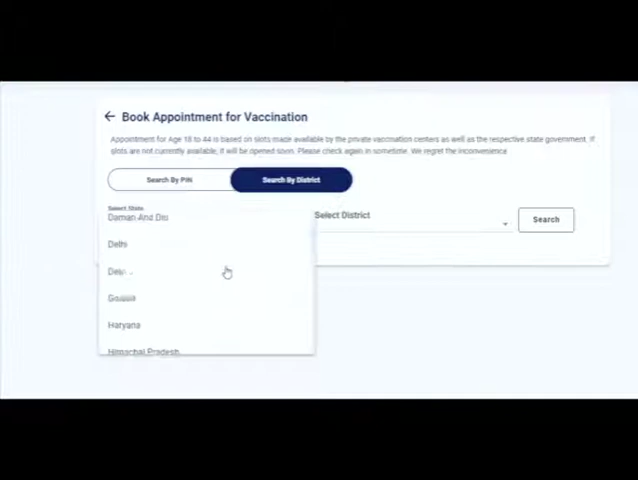 Book Appointment for Vaccination
Appointment for Age 18 to 44 is based on slots made available by the private vaccination centers as well as the respective state government. If
slots are not currently available, it will be opened soon. Please check again in sometime. We regret the inconvenience
Search By PIN
Search By District
Select State
Select District
Search
Daman And Diu
Delhi
Haryana
Himachal Pradesh